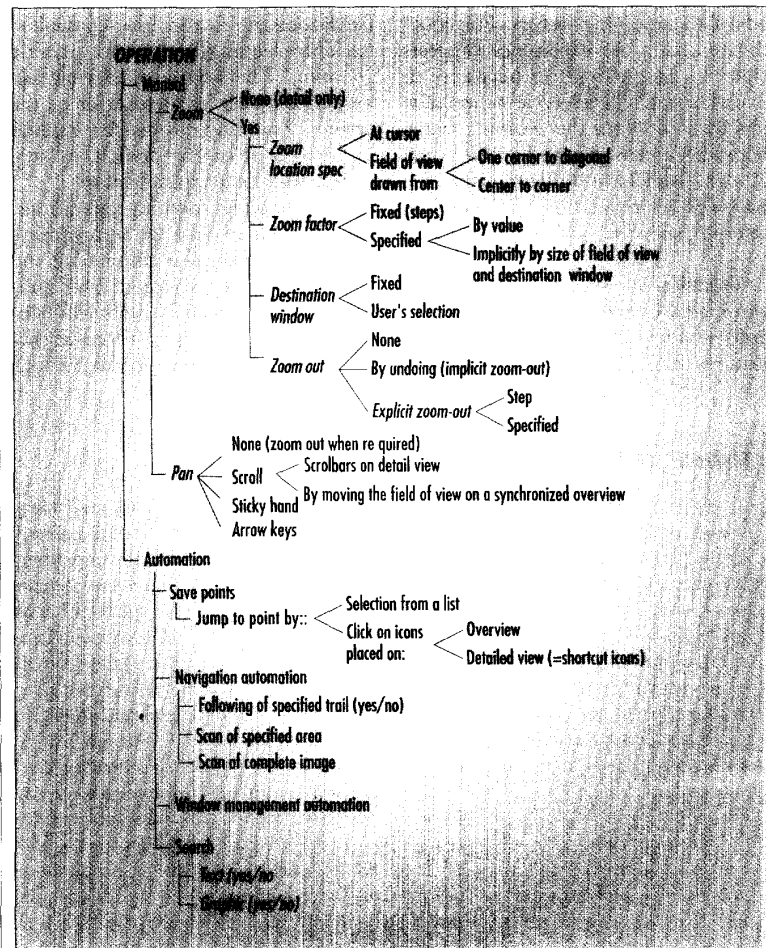 OPERATION
Manual
Zoom
None (detail only)
Yes
Zoom
location spec
At cursor
Field of view
drawn from
One corner to diagonal
Center to corner
Zoom factor
Fixed (steps)
Specified
By value
Implicitly by size of field of view
and destination window
Destination
window
Fixed
User's selection
Zoom out
None
By undoing (implicit zoom-out)
Explicit zoom-out
Step
Specified
Pan
None (zoom out when re quired)
Scroll
Scrolbars on detail view
By moving the field of view on a synchronized overview
Sticky hand
Arrow keys
Automation
Save points
Jump to point by::
Selection from a list
Click on icons
placed on:
Overview
Detailed view (=shortcut icons)
Navigation automation
Following of specified trail (yes/no)
Scan of specified area
Scan of complete image
Window management automation
Search
Text (yes/no
Graphic (yes/no)